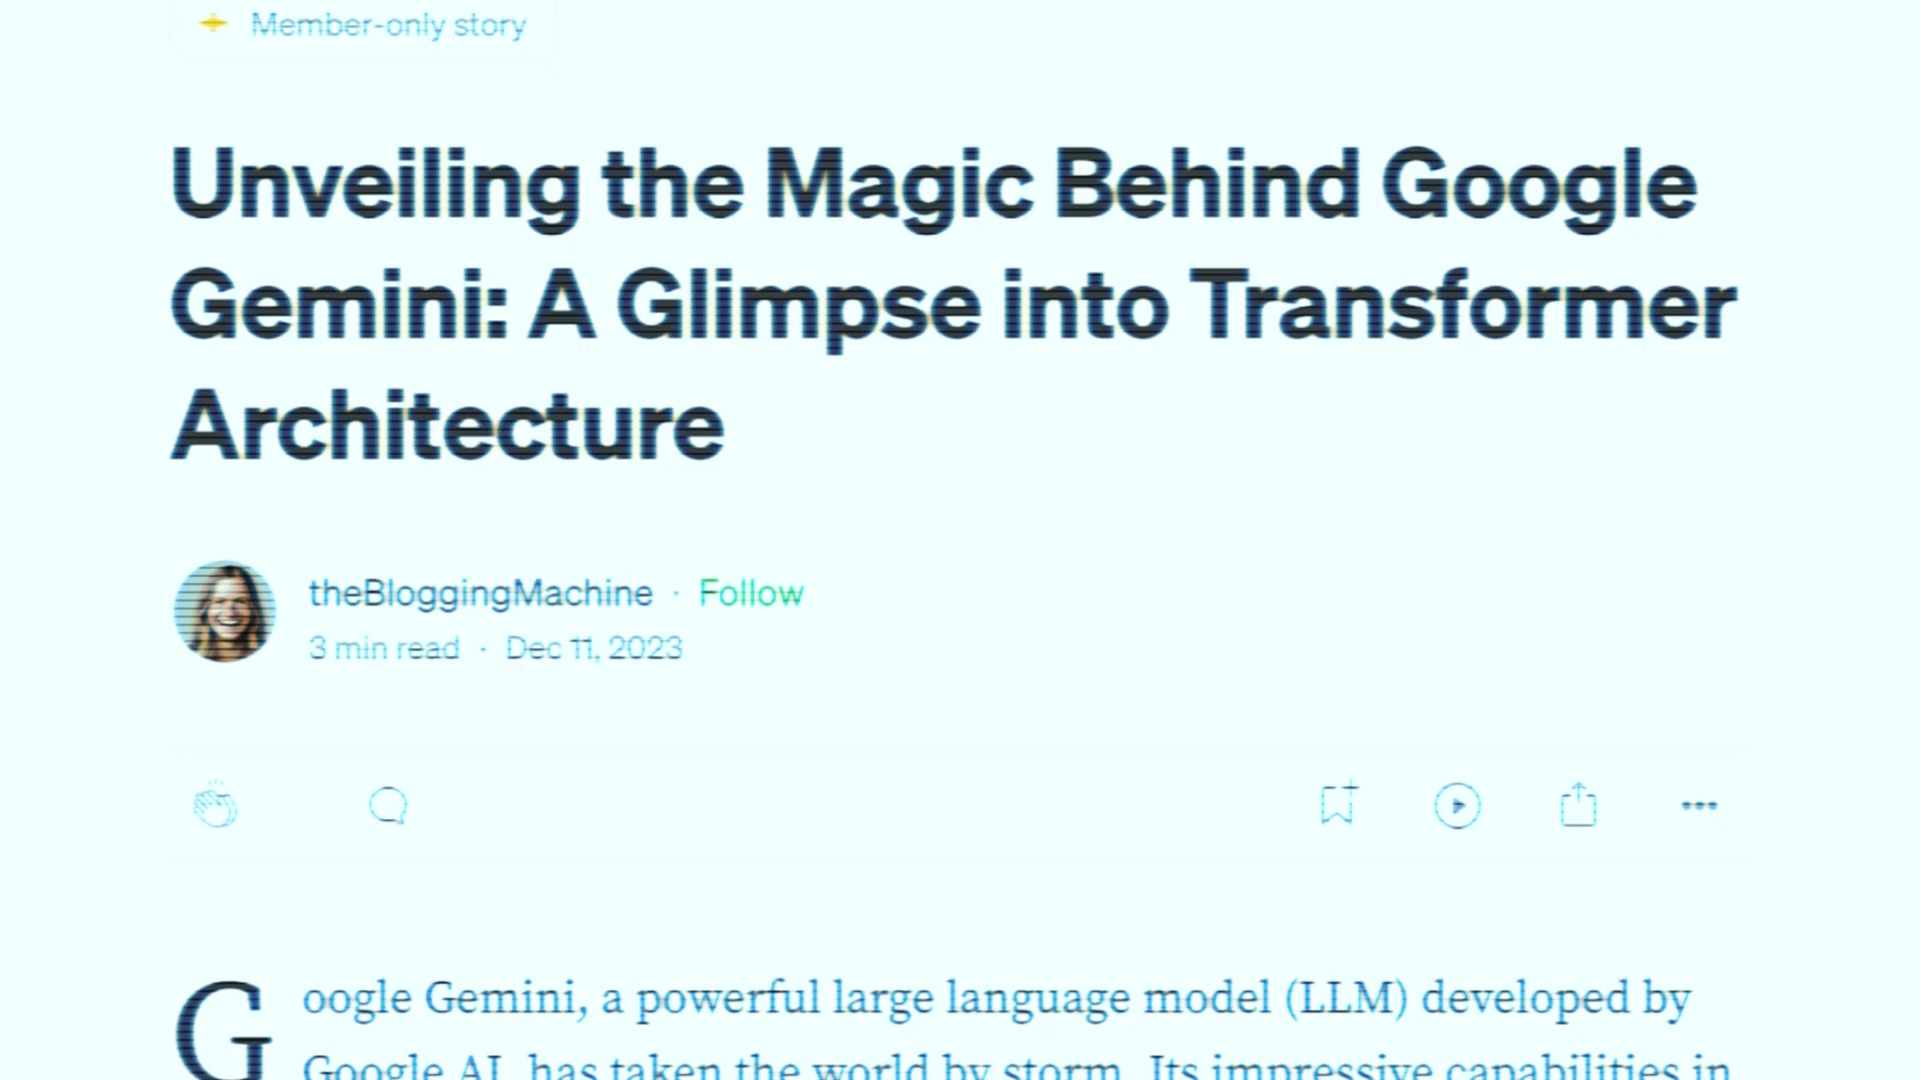 Member-only story
Unveiling the Magic Behind Google
Gemini: A Glimpse into Transformer
Architecture
theBloggingMachine · Follow
3 min read · Dec 11, 2023
Google Gemini, a powerful large language model (LLM) developed by
Google AI, has taken the world by storm. Its impressive capabilities in